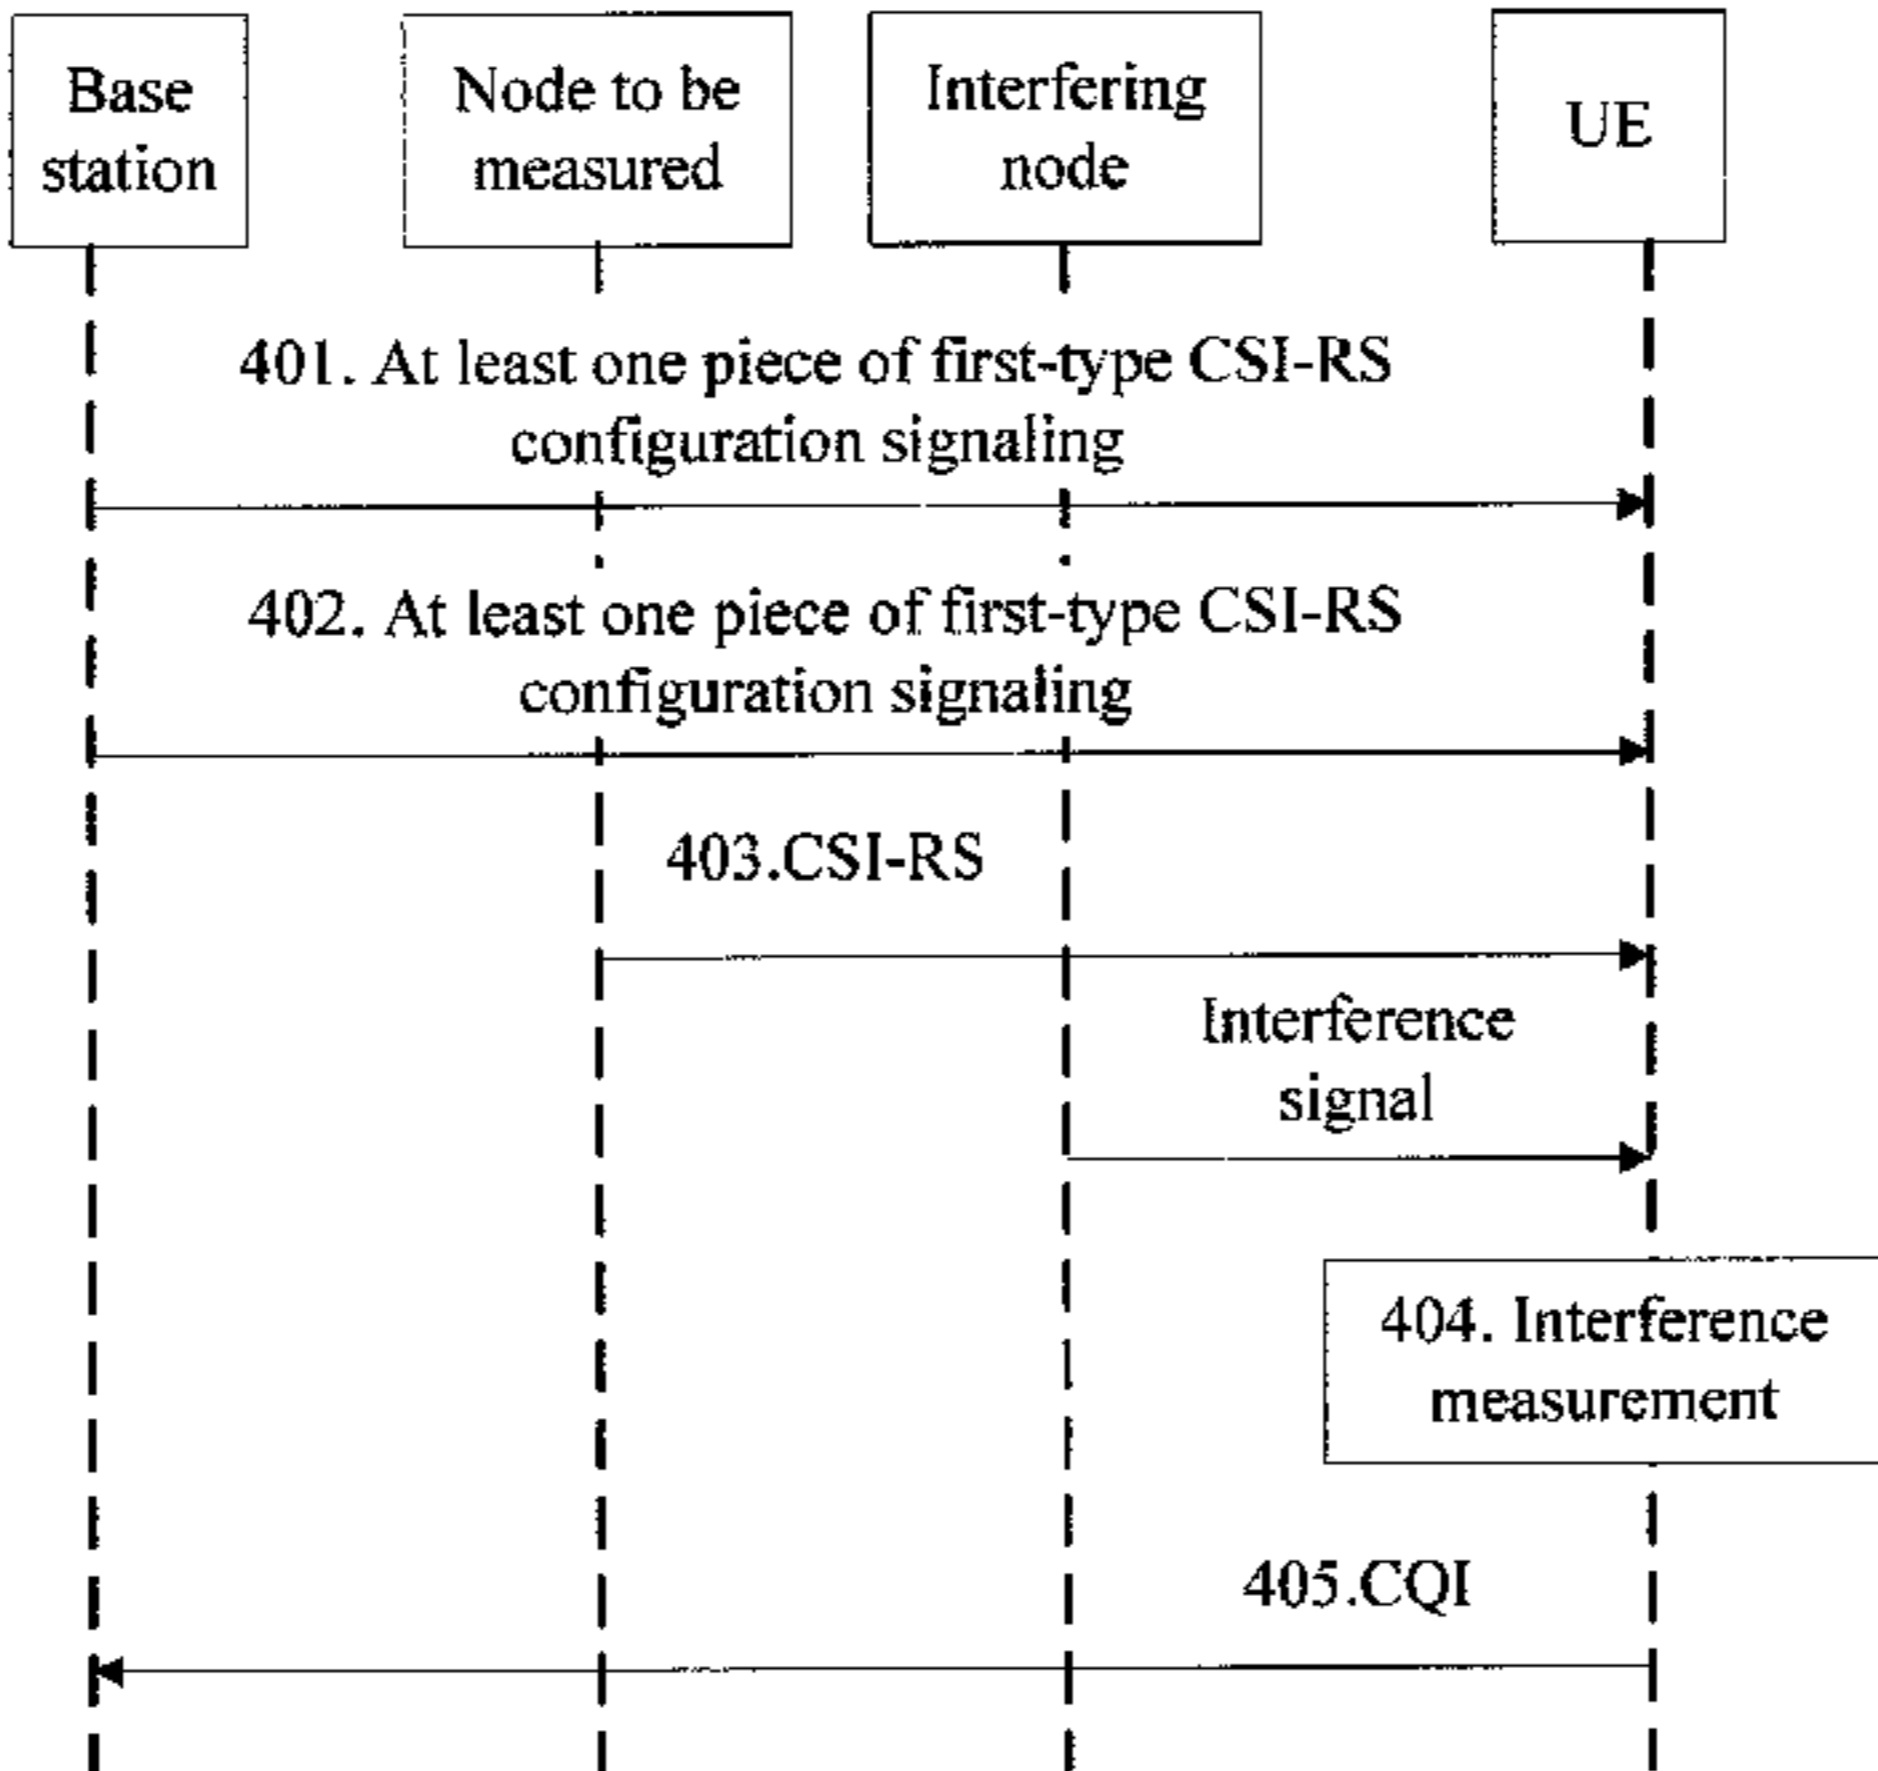 Base
station
Node to be
measured
Interfering
node
UE
401. At least one piece of first-type CSI-RS
configuration signaling
402. At least one piece of first-type CSI-RS
configuration signaling
403.CSI-RS
Interference
signal
404. Interference
measurement
405.CQI